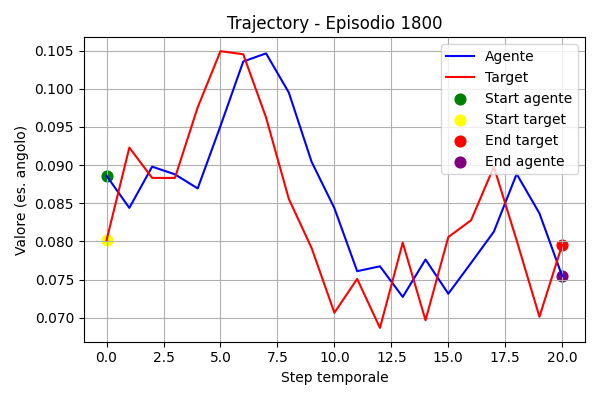 Trajectory - Episodio 1800
Valore (es. angolo)
0.105
0.100
0.095
0.090
0.085
0.080
0.075
0.070
Agente
Target
Start agente
Start target
End target
End agente
0.0 2.5 5.0 7.5 10.0 12.5 15.0 17.5 20.0
Step temporale